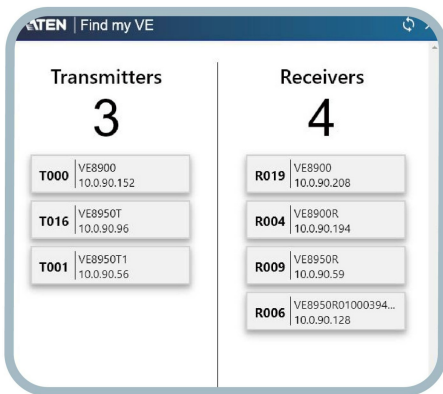 ATEN | Find my VE
Transmitters
3
T000 VE8900
10.0.90.152
T016 VE8950T
10.0.90.96
T001 VE8950T1
10.0.90.56
Receivers
4
R019 VE8900
10.0.90.208
R004 VE8900R
10.0.90.194
R009 VE8950R
10.0.90.59
R006 VE8950R01000394...
10.0.90.128